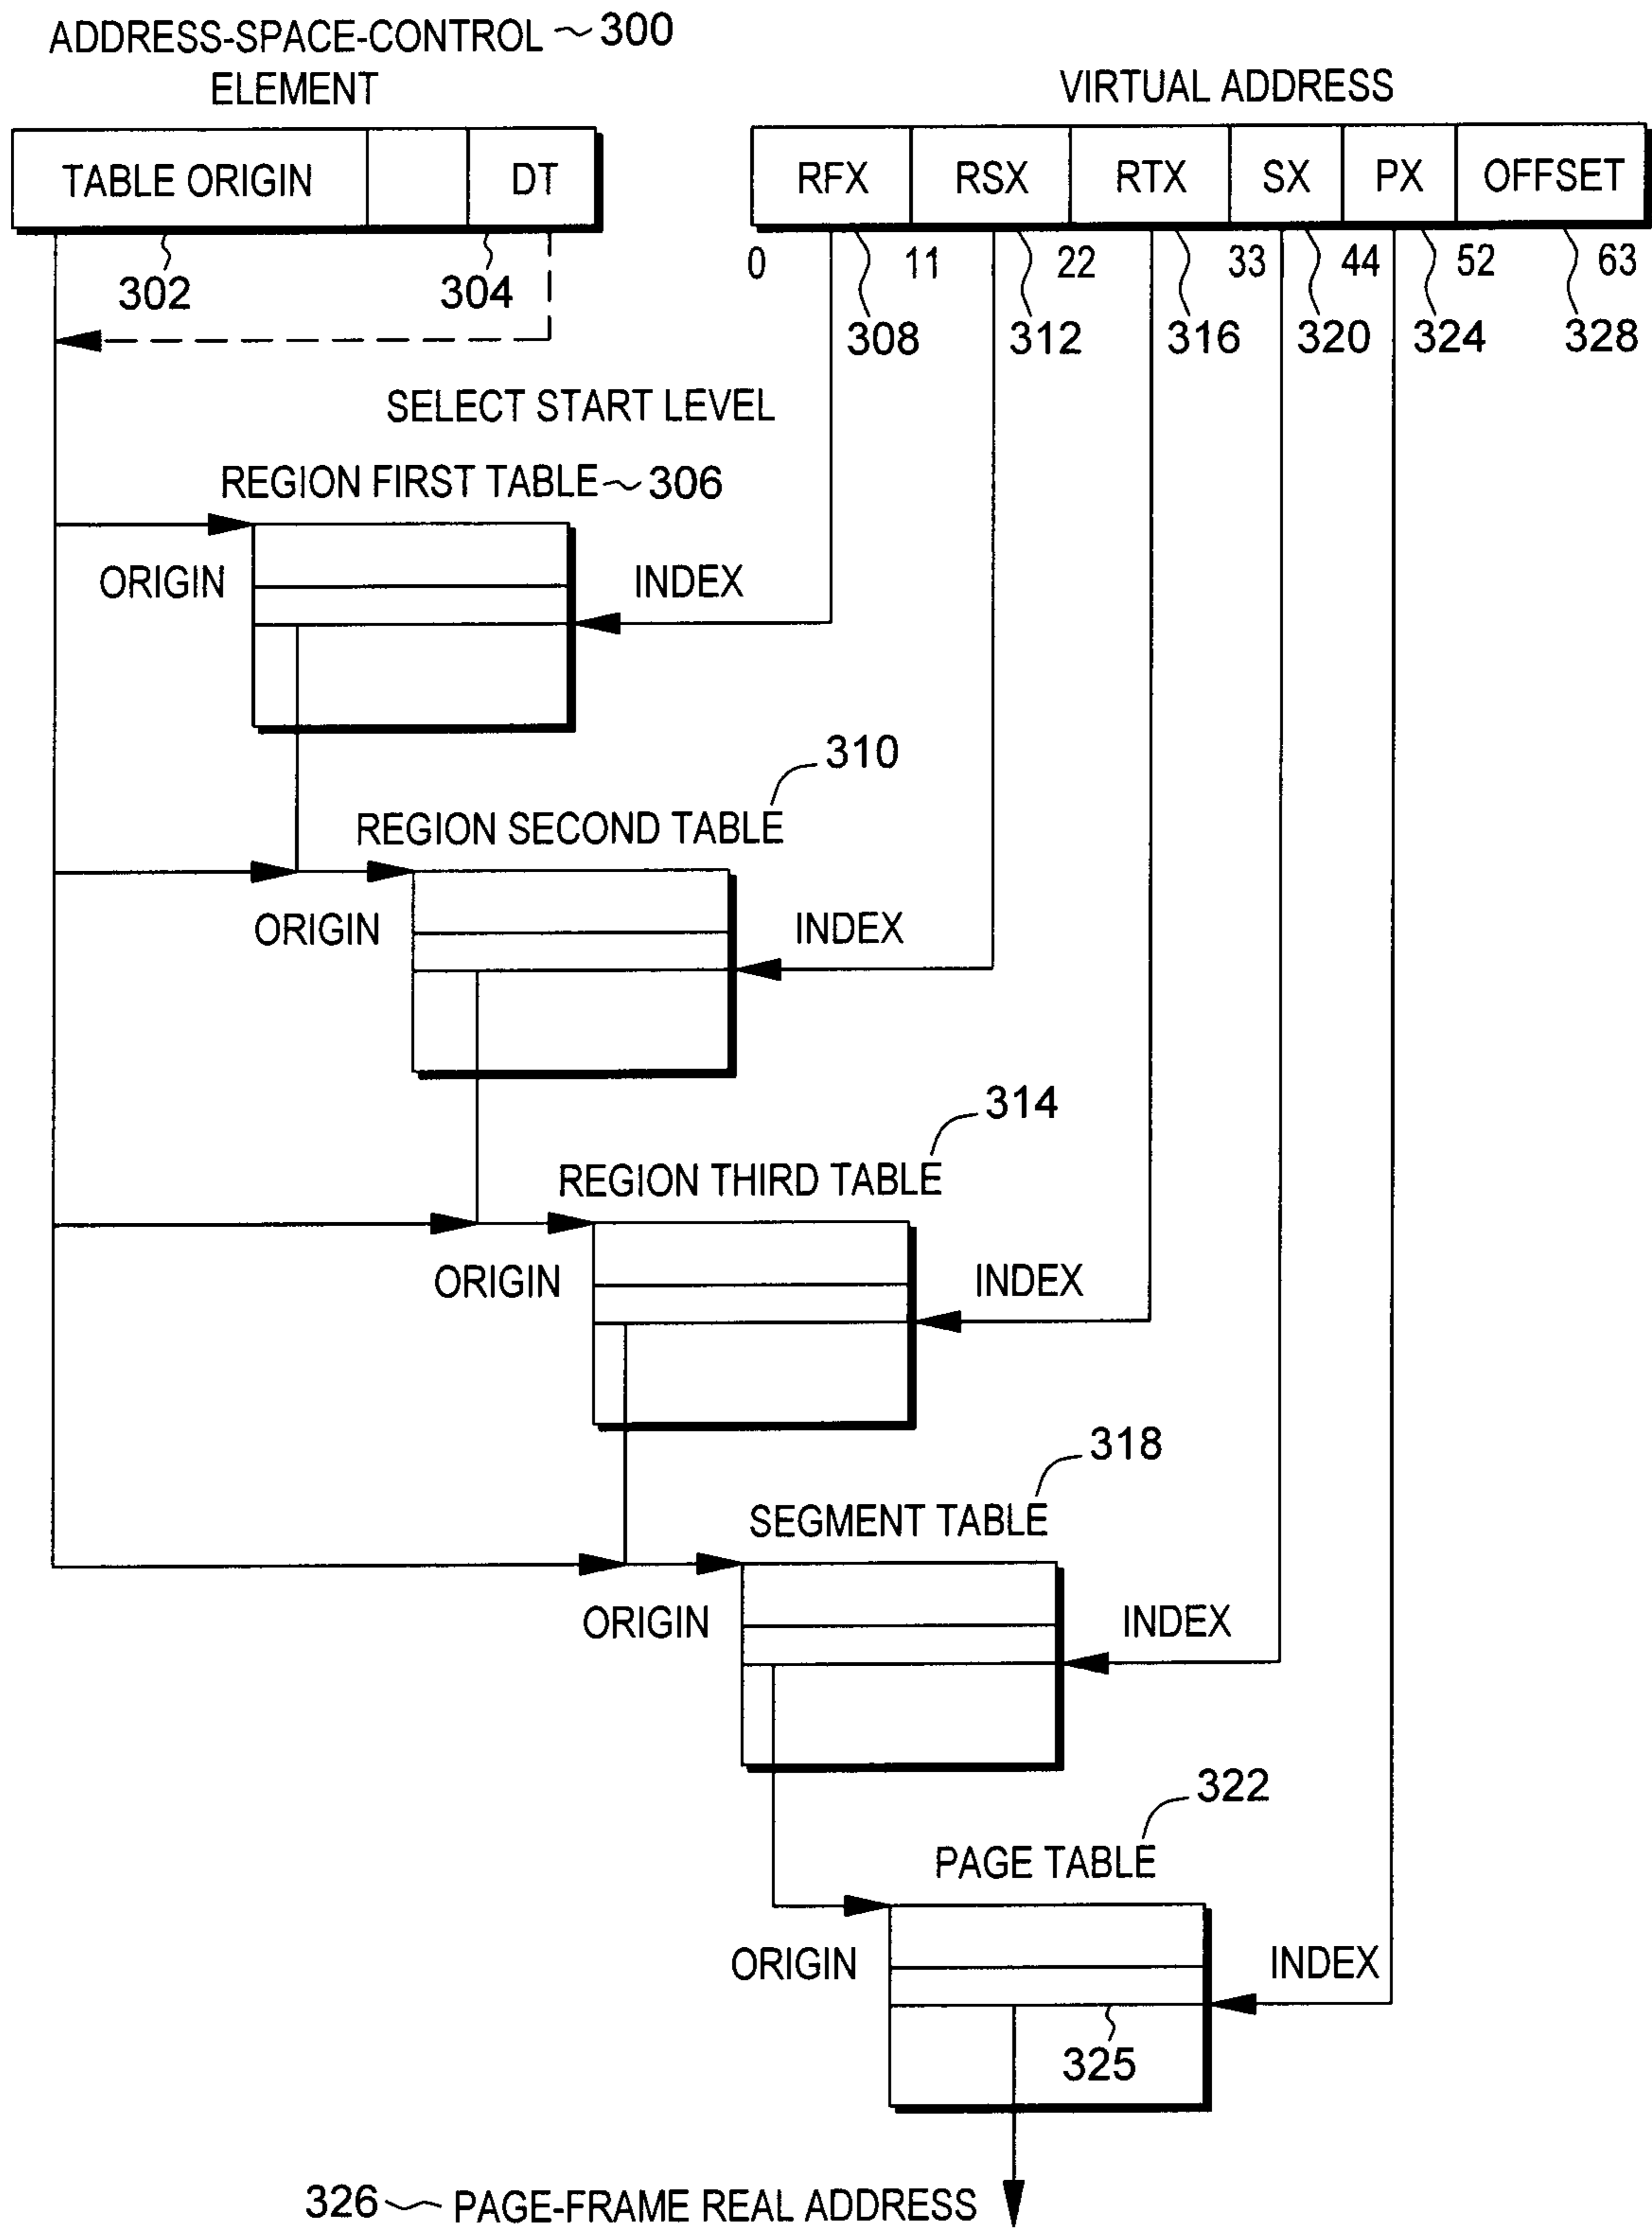 ADDRESS-SPACE-CONTROL 300
ELEMENT
VIRTUAL ADDRESS
TABLE ORIGIN DT
RFX RSX RTX SX PX OFFSET
0 11 22 33 44 52 63
302 304
308 312 316 320 324 328
SELECT START LEVEL
REGION FIRST TABLE 306
ORIGIN INDEX
310
REGION SECOND TABLE
ORIGIN INDEX
314
REGION THIRD TABLE
ORIGIN INDEX
318
SEGMENT TABLE
ORIGIN INDEX
322
PAGE TABLE
ORIGIN INDEX
325
326 PAGE-FRAME REAL ADDRESS